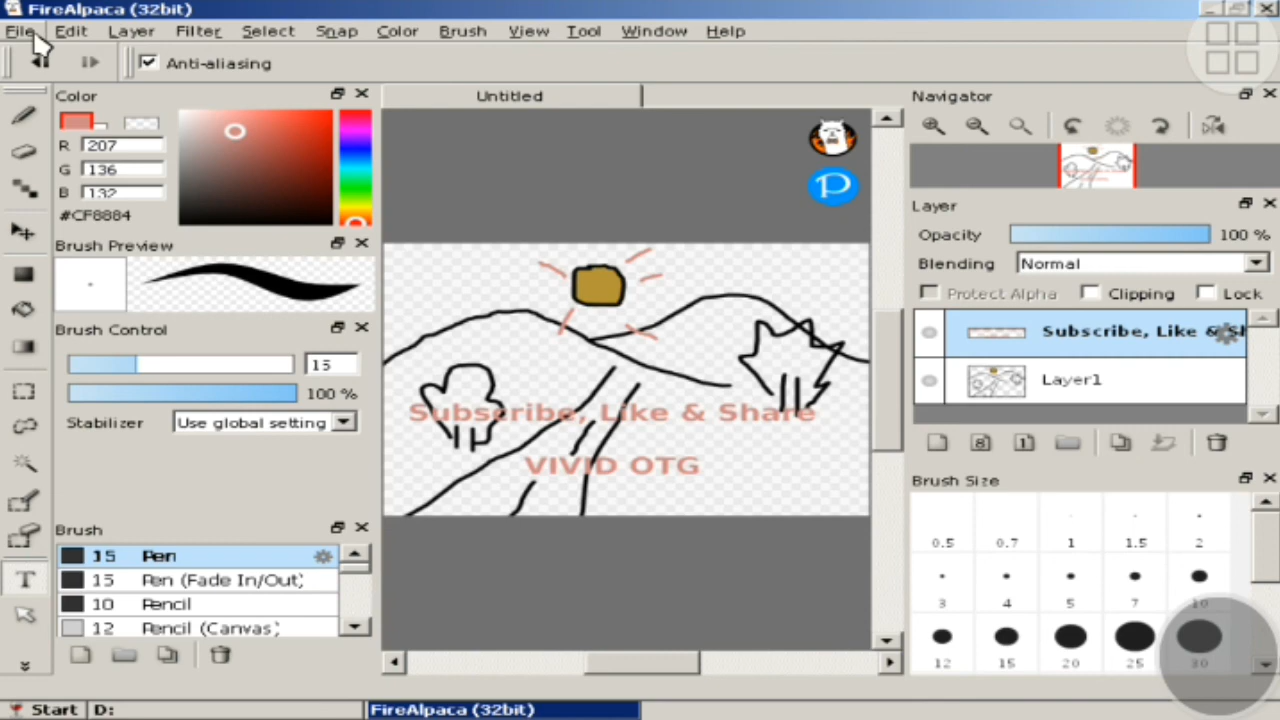 FireAlpaca (32bit)
File Edit Layer Filter Select Snap Color Brush View Tool Window Help
Anti-aliasing
Color
R 207
G 136
B 132
#CF8884
Brush Preview
Brush Control
15
100 %
Stabilizer Use global setting
Brush
15 Pen
15 Pen (Fade In/Out)
10 Pencil
12 Pencil (Canvas)
T
Untitled
P
Subscribe, Like & Share
VIVID OTG
Navigator
Layer
Opacity 100 %
Blending Normal
Protect Alpha Clipping Lock
Subscribe, Like & Sh
Layer1
8 1
Brush Size
0.5 0.7 1 1.5 2
3 4 5 7 10
12 15 20 25 30
Start D: FireAlpaca (32bit)